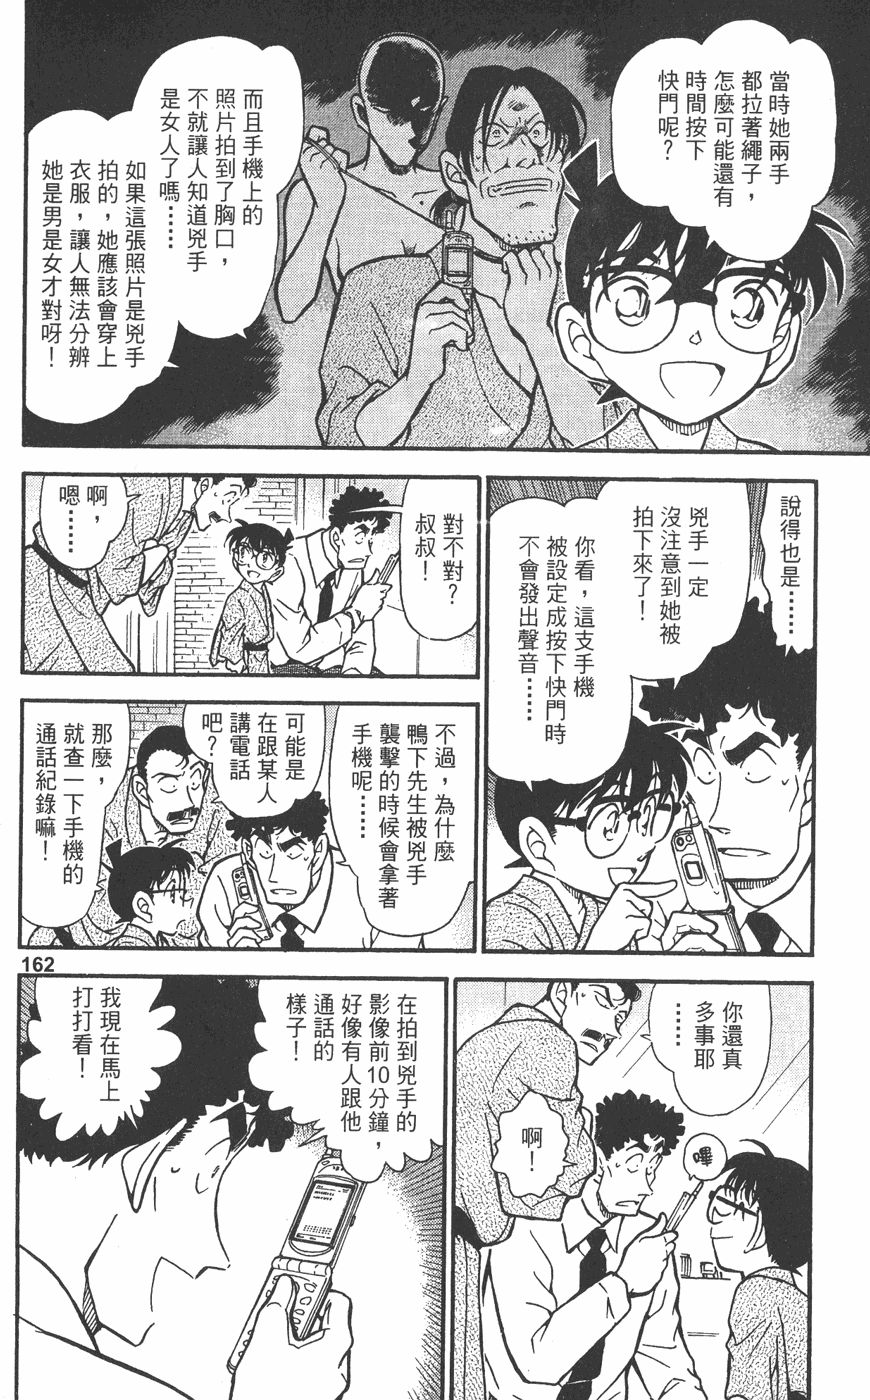 當時她兩手
都拉著繩子，
怎麼可能還有
時間按下
快門呢？
而且手機上的
照片拍到了胸口，
不就讓人知道兇手
是女人了嗎……
如果這張照片是兇手
拍的，她應該會穿上
衣服，讓人無法分辨
她是男是女才對呀！
說得也是……
兇手一定
沒注意到她被
拍下來了！
你看，這支手機
被設定成按下快門時
不會發出聲音……
對不對？
叔叔！
啊，
嗯……
不過，為什麼
鴨下先生被兇手
襲擊的時候會拿著
手機呢……
可能是
在跟某人
講電話
吧？
那麼，
就查一下手機的
通話紀錄嘛！
162
你還真
多事耶
……
嗶
啊！
在拍到兇手的
影像前10分鐘，
好像有人跟他
通話的
樣子！
我現在馬上
打打看！